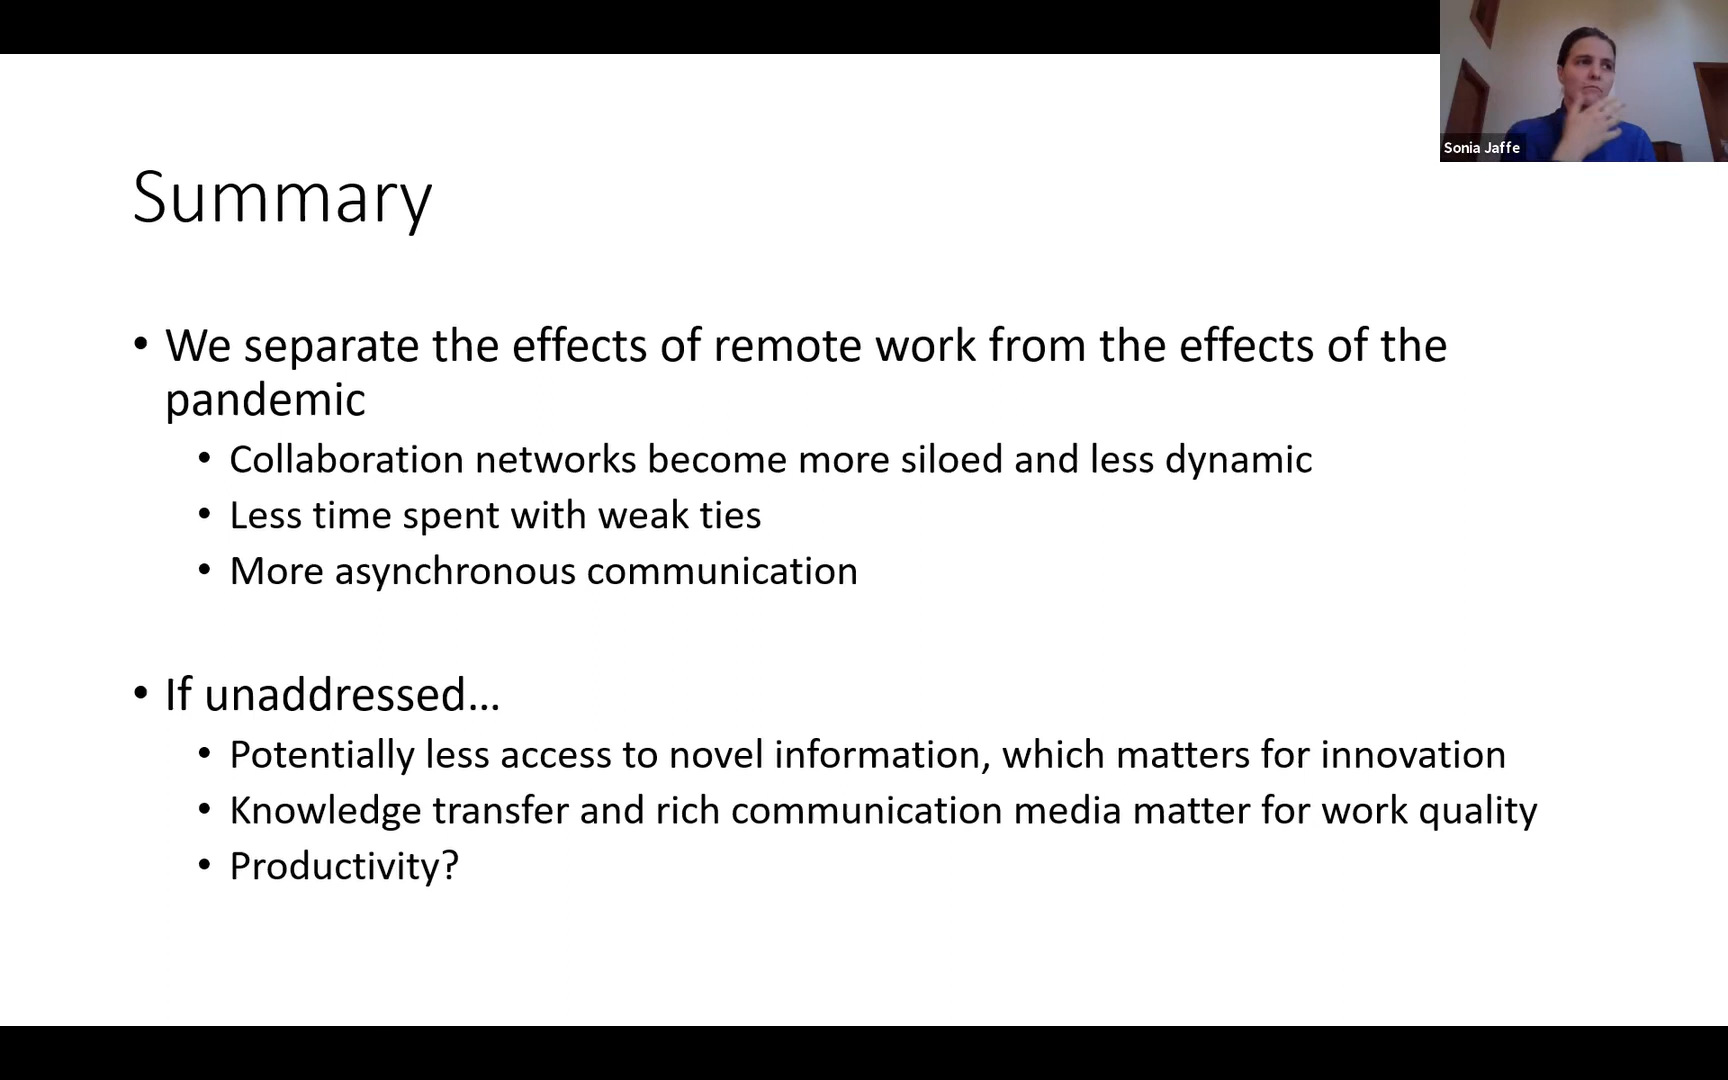 Sonia Jaffe
Summary
• We separate the effects of remote work from the effects of the
pandemic
• Collaboration networks become more siloed and less dynamic
• Less time spent with weak ties
• More asynchronous communication
• If unaddressed…
• Potentially less access to novel information, which matters for innovation
• Knowledge transfer and rich communication media matter for work quality
• Productivity?